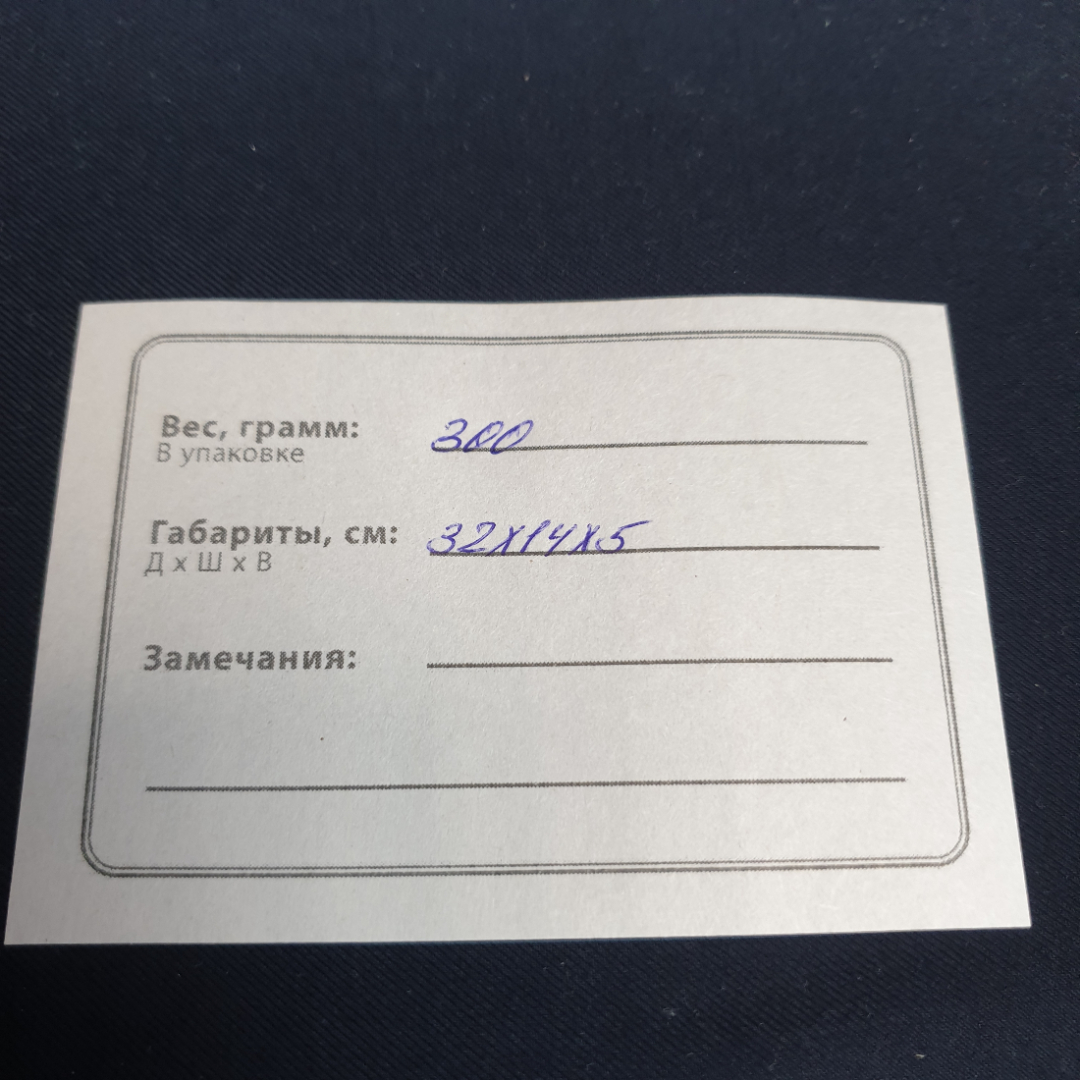 Вес, грамм: 300
В упаковке
Габариты, см: 32х14х5
Д х Ш х В
Замечания: